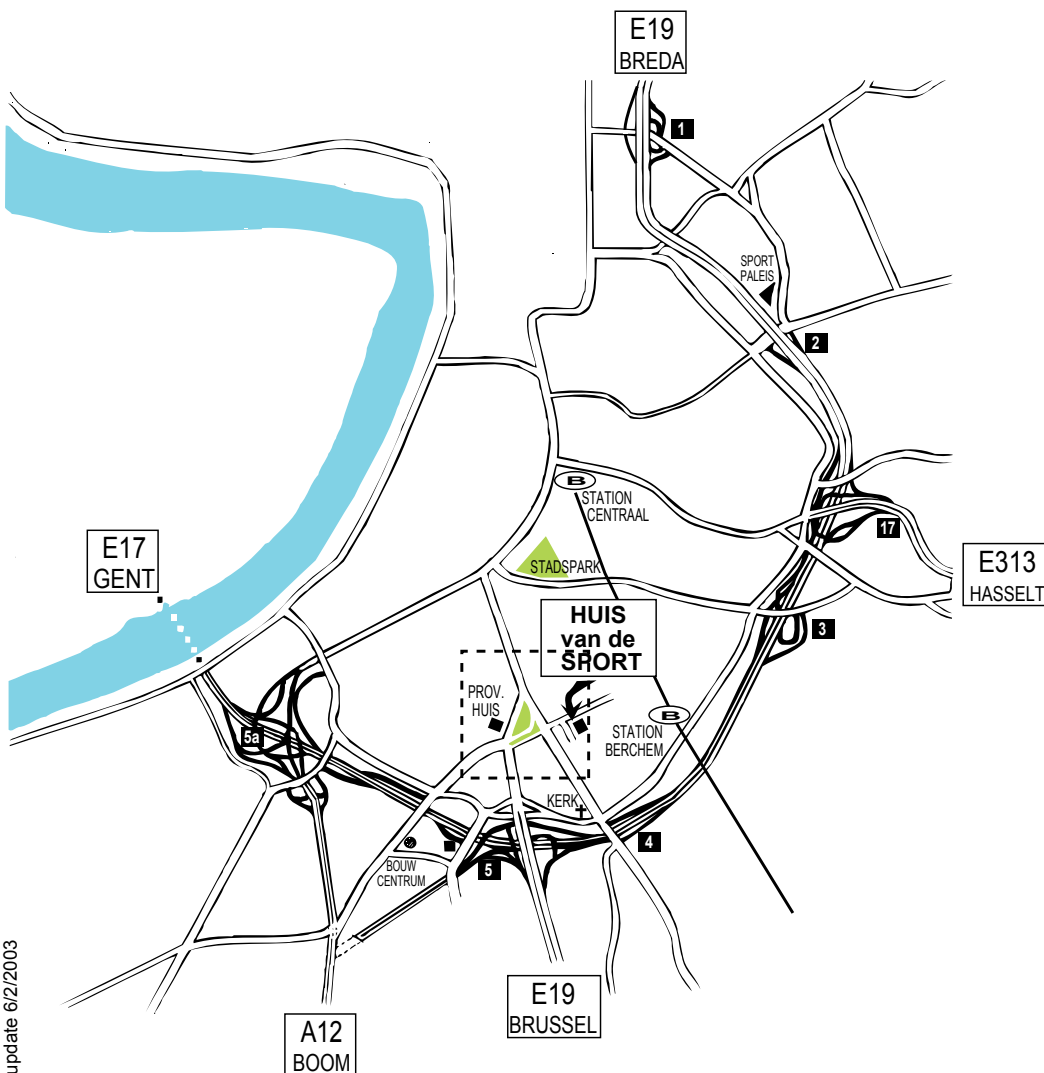 E19
BREDA
1
SPORT
PALEIS
2
B
STATION
CENTRAAL
17
E17
GENT
STADSPARK
E313
HASSELT
HUIS
van de
SPORT
3
PROV.
HUIS
B
STATION
BERCHEM
5a
KERK
4
BOUW
CENTRUM
5
E19
BRUSSEL
A12
BOOM
update 6/2/2003